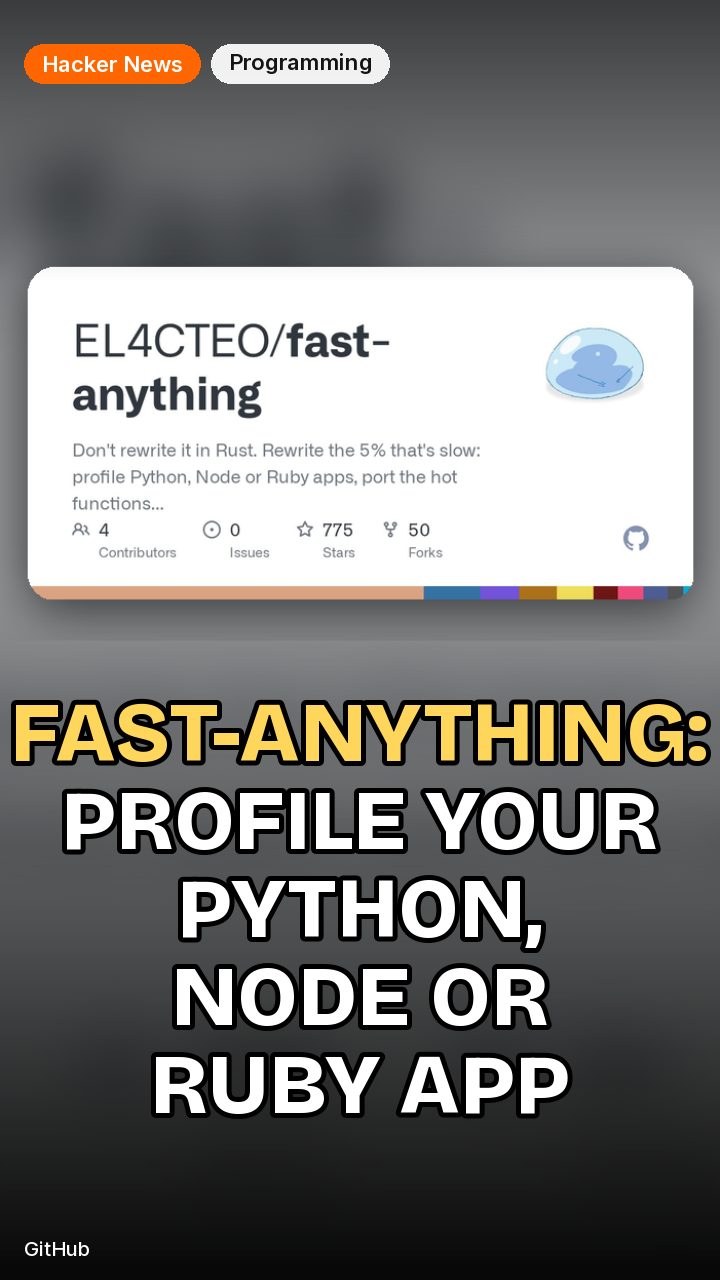 Hacker News
Programming
EL4CTEO/fast-
anything
Don't rewrite it in Rust. Rewrite the 5% that's slow:
profile Python, Node or Ruby apps, port the hot
functions...
4
Contributors
0
Issues
775
Stars
50
Forks
FAST-ANYTHING:
PROFILE YOUR
PYTHON,
NODE OR
RUBY APP
GitHub